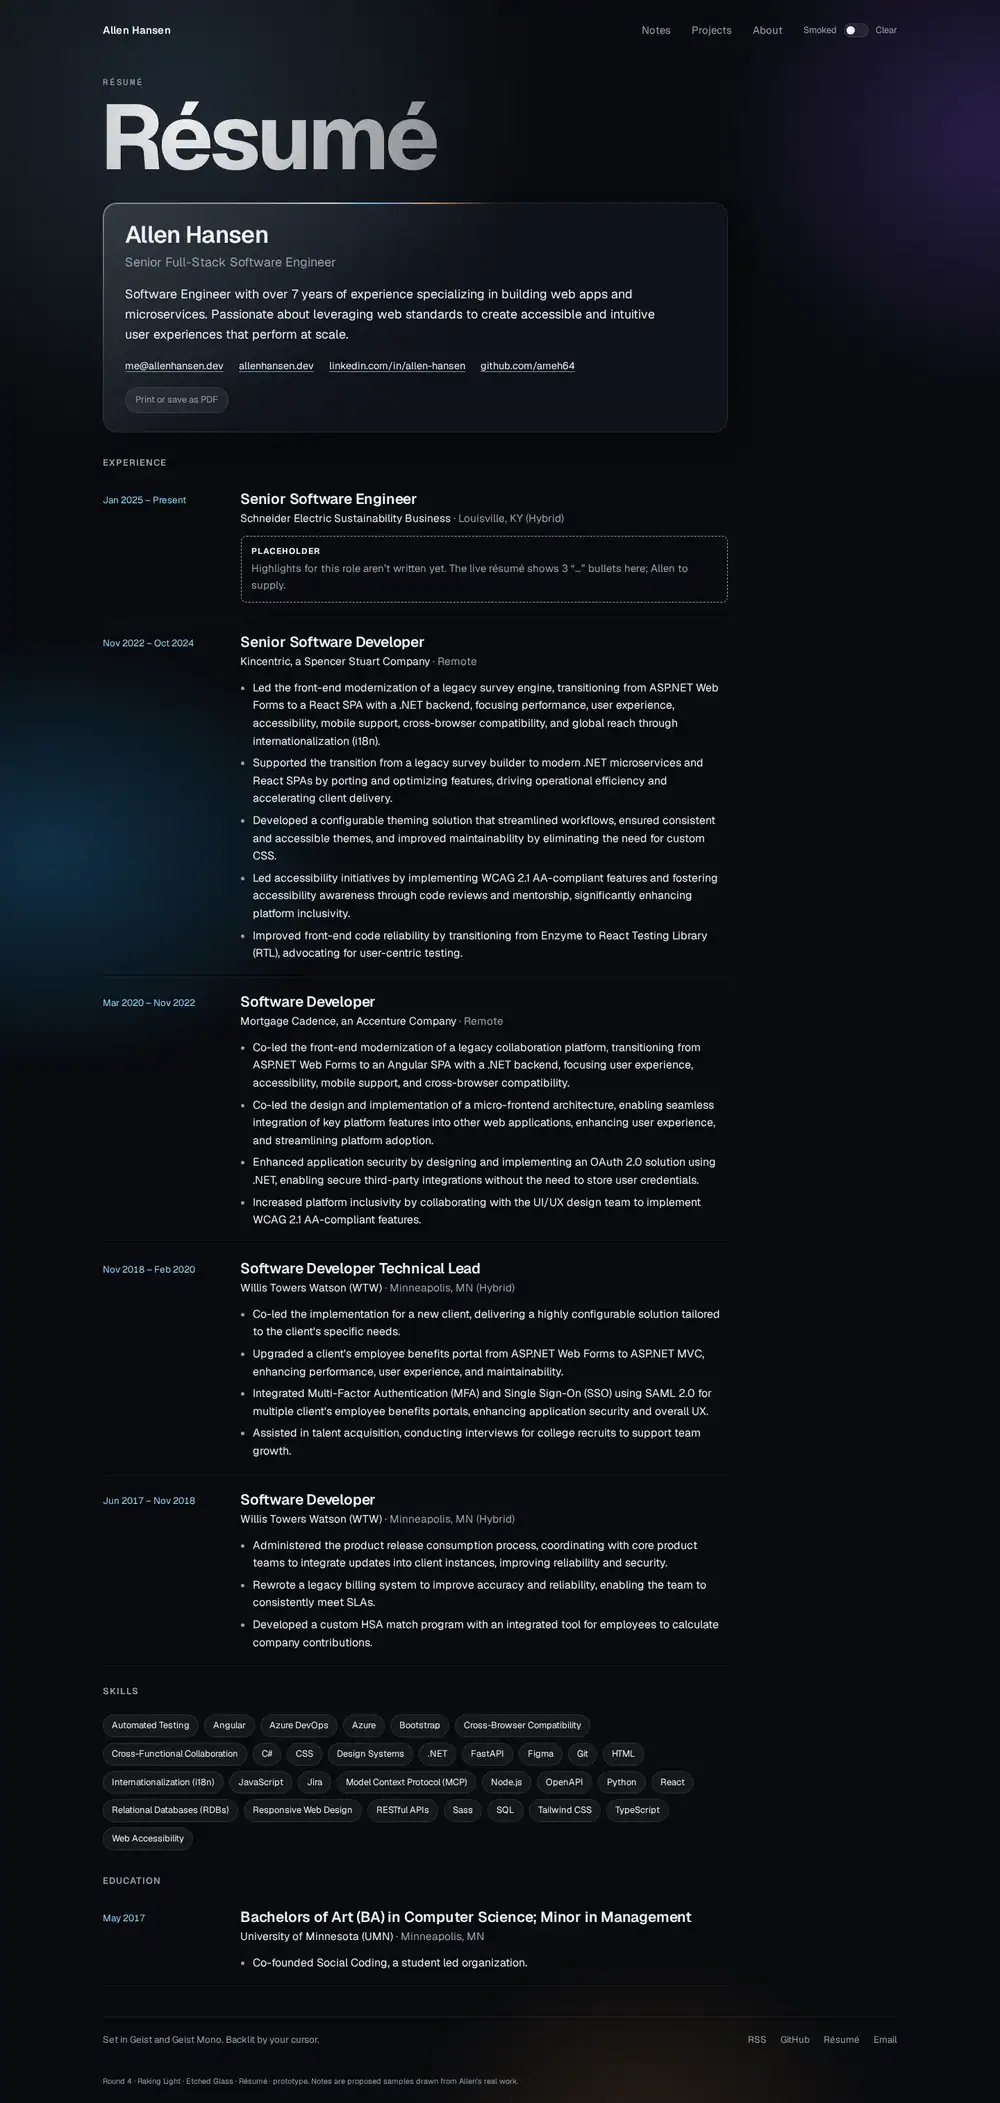 Allen Hansen
Notes Projects About Smoked Clear
RÉSUMÉ
Résumé
Allen Hansen
Senior Full-Stack Software Engineer
Software Engineer with over 7 years of experience specializing in building web apps and
microservices. Passionate about leveraging web standards to create accessible and intuitive
user experiences that perform at scale.
me@allenhansen.dev allenhansen.dev linkedin.com/in/allen-hansen github.com/ameh64
Print or save as PDF
EXPERIENCE
Jan 2025 – Present
Senior Software Engineer
Schneider Electric Sustainability Business · Louisville, KY (Hybrid)
PLACEHOLDER
Highlights for this role aren't written yet. The live résumé shows 3 “…” bullets here; Allen to
supply.
Nov 2022 – Oct 2024
Senior Software Developer
Kincentric, a Spencer Stuart Company · Remote
• Led the front-end modernization of a legacy survey engine, transitioning from ASP.NET Web
Forms to a React SPA with a .NET backend, focusing performance, user experience,
accessibility, mobile support, cross-browser compatibility, and global reach through
internationalization (i18n).
• Supported the transition from a legacy survey builder to modern .NET microservices and
React SPAs by porting and optimizing features, driving operational efficiency and
accelerating client delivery.
• Developed a configurable theming solution that streamlined workflows, ensured consistent
and accessible themes, and improved maintainability by eliminating the need for custom
CSS.
• Led accessibility initiatives by implementing WCAG 2.1 AA-compliant features and fostering
accessibility awareness through code reviews and mentorship, significantly enhancing
platform inclusivity.
• Improved front-end code reliability by transitioning from Enzyme to React Testing Library
(RTL), advocating for user-centric testing.
Mar 2020 – Nov 2022
Software Developer
Mortgage Cadence, an Accenture Company · Remote
• Co-led the front-end modernization of a legacy collaboration platform, transitioning from
ASP.NET Web Forms to an Angular SPA with a .NET backend, focusing user experience,
accessibility, mobile support, and cross-browser compatibility.
• Co-led the design and implementation of a micro-frontend architecture, enabling seamless
integration of key platform features into other web applications, enhancing user experience,
and streamlining platform adoption.
• Enhanced application security by designing and implementing an OAuth 2.0 solution using
.NET, enabling secure third-party integrations without the need to store user credentials.
• Increased platform inclusivity by collaborating with the UI/UX design team to implement
WCAG 2.1 AA-compliant features.
Nov 2018 – Feb 2020
Software Developer Technical Lead
Willis Towers Watson (WTW) · Minneapolis, MN (Hybrid)
• Co-led the implementation for a new client, delivering a highly configurable solution tailored
to the client's specific needs.
• Upgraded a client's employee benefits portal from ASP.NET Web Forms to ASP.NET MVC,
enhancing performance, user experience, and maintainability.
• Integrated Multi-Factor Authentication (MFA) and Single Sign-On (SSO) using SAML 2.0 for
multiple client's employee benefits portals, enhancing application security and overall UX.
• Assisted in talent acquisition, conducting interviews for college recruits to support team
growth.
Jun 2017 – Nov 2018
Software Developer
Willis Towers Watson (WTW) · Minneapolis, MN (Hybrid)
• Administered the product release consumption process, coordinating with core product
teams to integrate updates into client instances, improving reliability and security.
• Rewrote a legacy billing system to improve accuracy and reliability, enabling the team to
consistently meet SLAs.
• Developed a custom HSA match program with an integrated tool for employees to calculate
company contributions.
SKILLS
Automated Testing Angular Azure DevOps Azure Bootstrap Cross-Browser Compatibility
Cross-Functional Collaboration C# CSS Design Systems .NET FastAPI Figma Git HTML
Internationalization (i18n) JavaScript Jira Model Context Protocol (MCP) Node.js OpenAPI Python React
Relational Databases (RDBs) Responsive Web Design RESTful APIs Sass SQL Tailwind CSS TypeScript
Web Accessibility
EDUCATION
May 2017
Bachelors of Art (BA) in Computer Science; Minor in Management
University of Minnesota (UMN) · Minneapolis, MN
• Co-founded Social Coding, a student led organization.
Set in Geist and Geist Mono. Backlit by your cursor.
RSS GitHub Résumé Email
Round 4 · Raking Light · Etched Glass · Résumé · prototype. Notes are proposed samples drawn from Allen's real work.